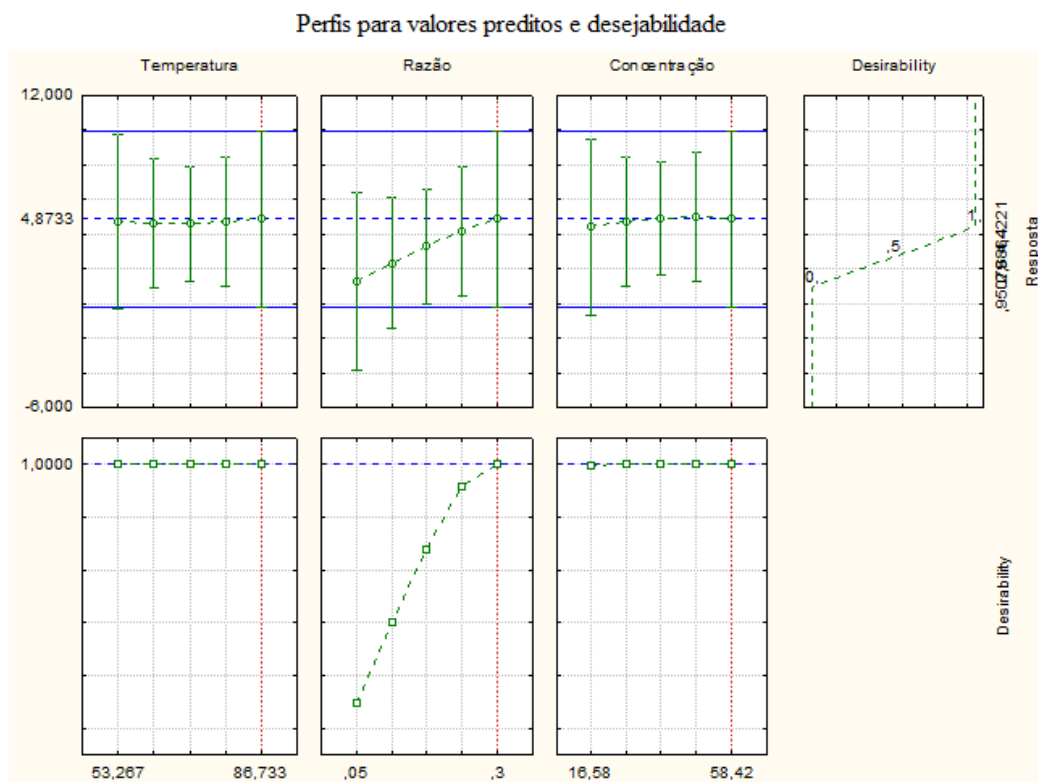 Perfis para valores preditos e desejabilidade
Temperatura Razão Concentração Desirability
12,000
4,8733
-6,000
0,
,5
1,
Resposta
1,0000
Desirability
53,267 86,733 ,05 ,3 16,58 58,42